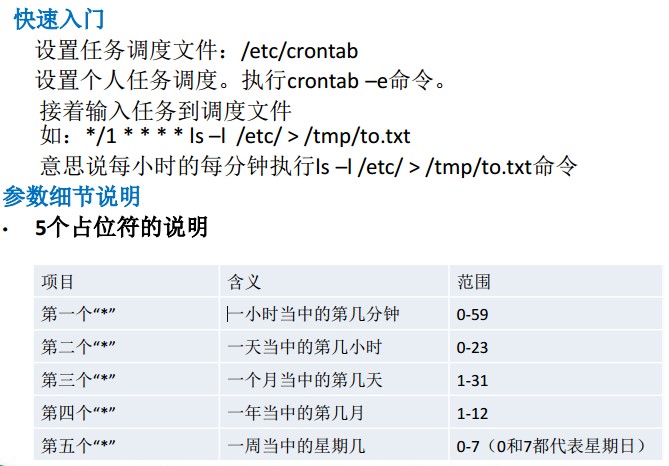 快速入门
设置任务调度文件：/etc/crontab
设置个人任务调度。执行crontab –e命令。
接着输入任务到调度文件
如：*/1 * * * * ls –l  /etc/ > /tmp/to.txt
意思说每小时的每分钟执行ls –l /etc/ > /tmp/to.txt命令
参数细节说明
• 5个占位符的说明
项目 含义 范围
第一个“*” 一小时当中的第几分钟 0-59
第二个“*” 一天当中的第几小时 0-23
第三个“*” 一个月当中的第几天 1-31
第四个“*” 一年当中的第几月 1-12
第五个“*” 一周当中的星期几 0-7（0和7都代表星期日）